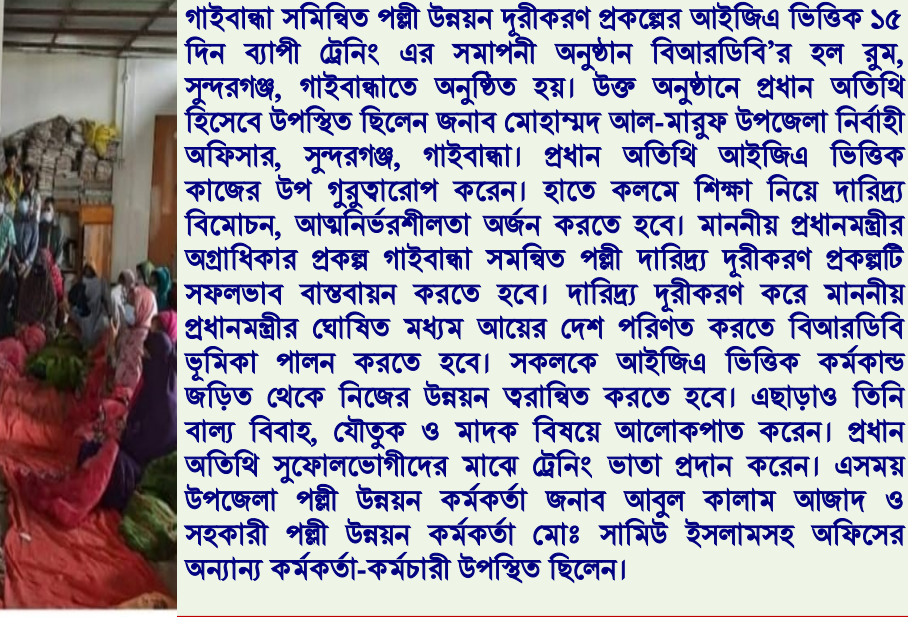 গাইবান্ধা সমিন্বিত পল্লী উন্নয়ন দূরীকরণ প্রকল্পের আইজিএ ভিত্তিক ১৫
দিন ব্যাপী ট্রেনিং এর সমাপনী অনুষ্ঠান বিআরডিবি’র হল রুম,
সুন্দরগঞ্জ, গাইবান্ধাতে অনুষ্ঠিত হয়। উক্ত অনুষ্ঠানে প্রধান অতিথি
হিসেবে উপস্থিত ছিলেন জনাব মোহাম্মদ আল-মারুফ উপজেলা নির্বাহী
অফিসার, সুন্দরগঞ্জ, গাইবান্ধা। প্রধান অতিথি আইজিএ ভিত্তিক
কাজের উপ গুরুত্বারোপ করেন। হাতে কলমে শিক্ষা নিয়ে দারিদ্র্য
বিমোচন, আত্মনির্ভরশীলতা অর্জন করতে হবে। মাননীয় প্রধানমন্ত্রীর
অগ্রাধিকার প্রকল্প গাইবান্ধা সমন্বিত পল্লী দারিদ্র্য দূরীকরণ প্রকল্পটি
সফলভাব বাস্তবায়ন করতে হবে। দারিদ্র্য দূরীকরণ করে মাননীয়
প্রধানমন্ত্রীর ঘোষিত মধ্যম আয়ের দেশ পরিণত করতে বিআরডিবি
ভূমিকা পালন করতে হবে। সকলকে আইজিএ ভিত্তিক কর্মকান্ড
জড়িত থেকে নিজের উন্নয়ন ত্বরান্বিত করতে হবে। এছাড়াও তিনি
বাল্য বিবাহ, যৌতুক ও মাদক বিষয়ে আলোকপাত করেন। প্রধান
অতিথি সুফোলভোগীদের মাঝে ট্রেনিং ভাতা প্রদান করেন। এসময়
উপজেলা পল্লী উন্নয়ন কর্মকর্তা জনাব আবুল কালাম আজাদ ও
সহকারী পল্লী উন্নয়ন কর্মকর্তা মোঃ সামিউ ইসলামসহ অফিসের
অন্যান্য কর্মকর্তা-কর্মচারী উপস্থিত ছিলেন।